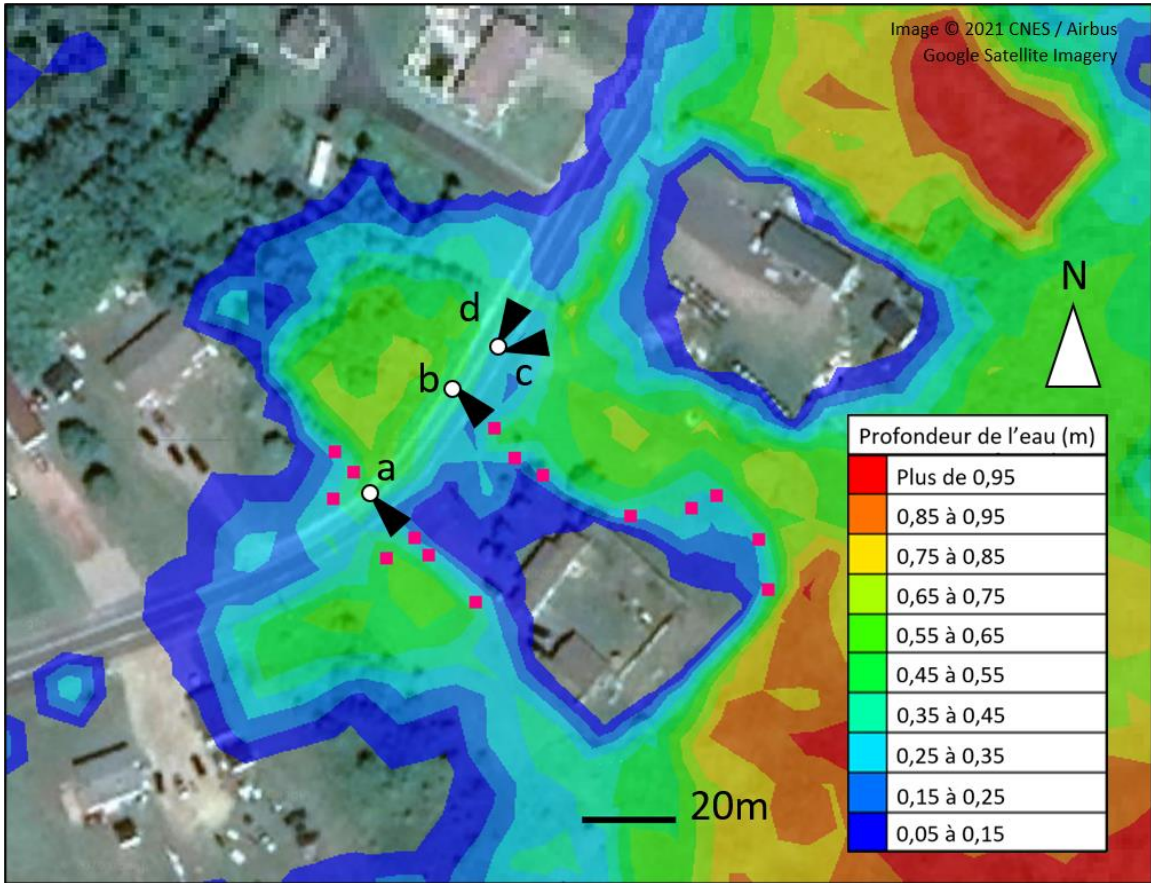 Image © 2021 CNES / Airbus
Google Satellite Imagery
N
d
c
b
a
Profondeur de l’eau (m)
Plus de 0,95
0,85 à 0,95
0,75 à 0,85
0,65 à 0,75
0,55 à 0,65
0,45 à 0,55
0,35 à 0,45
0,25 à 0,35
0,15 à 0,25
0,05 à 0,15
20m